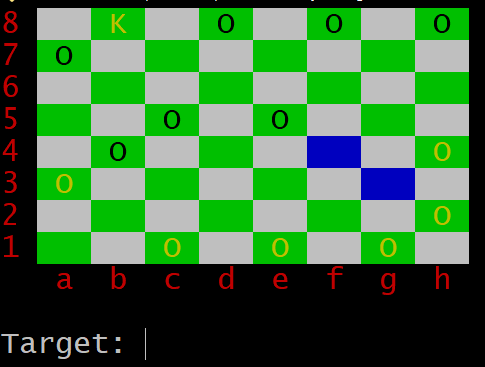 8 K O O O
7 O
6
5 O O
4 O O
3 O
2 O
1 O O O
a b c d e f g h
Target: